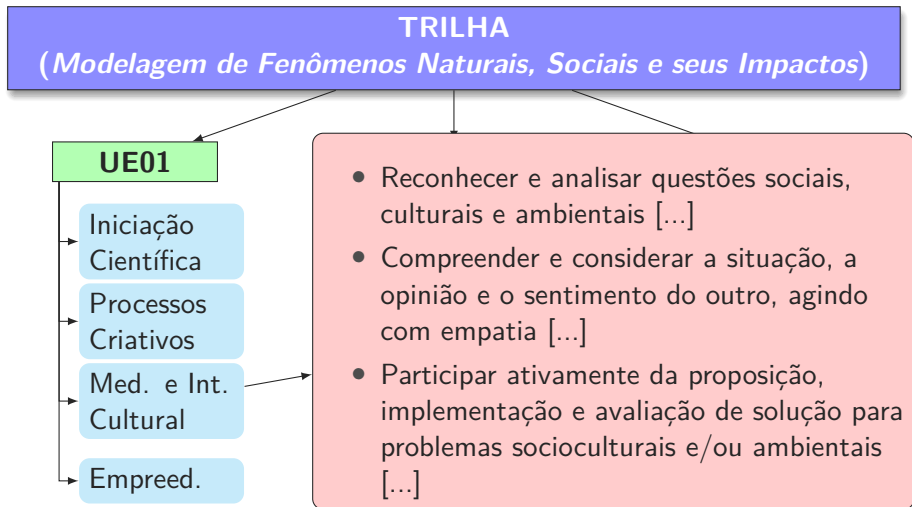 TRILHA
(Modelagem de Fenômenos Naturais, Sociais e seus Impactos)
UE01
Iniciação
Científica
Processos
Criativos
Med. e Int.
Cultural
Empreed.
• Reconhecer e analisar questões sociais,
culturais e ambientais [...]
• Compreender e considerar a situação, a
opinião e o sentimento do outro, agindo
com empatia [...]
• Participar ativamente da proposição,
implementação e avaliação de solução para
problemas socioculturais e/ou ambientais
[...]